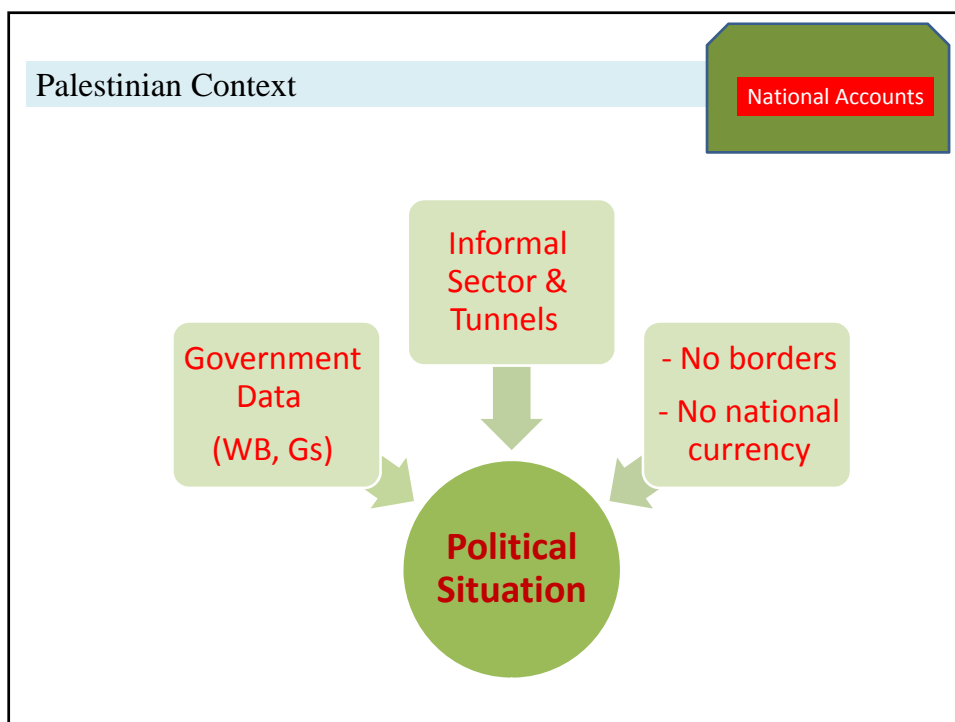 Palestinian Context
National Accounts
Informal
Sector &
Tunnels
Government
Data
(WB, Gs)
- No borders
- No national
currency
Political
Situation